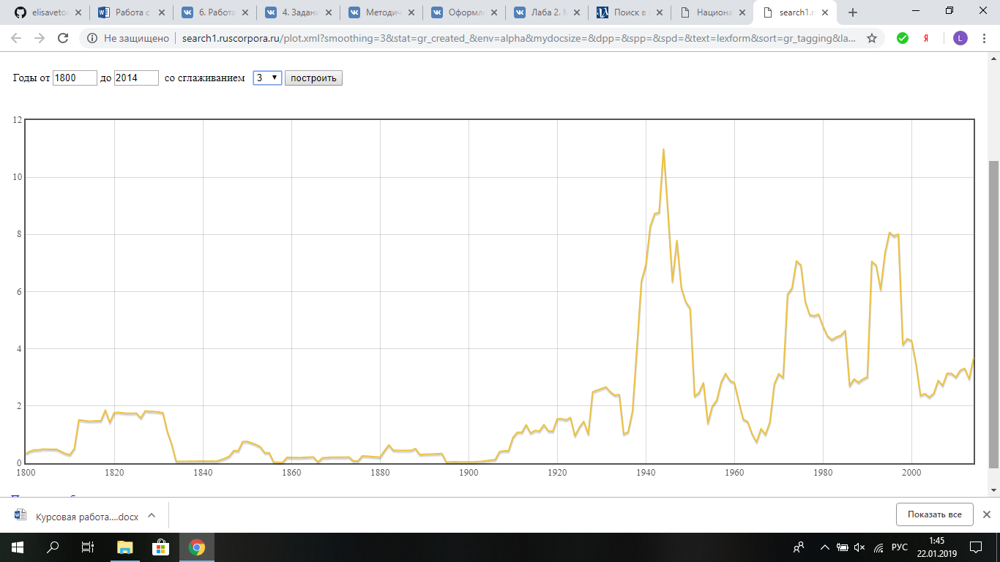 elisavetoc
Работа с
6. Работа
4. Задани
Методич
Оформл
Лаба 2. М
Поиск в
Национа
search1.r
Не защищено
search1.ruscorpora.ru/plot.xml?smoothing=3&stat=gr_created_&env=alpha&mydocsize=&dpp=&spp=&spd=&text=lexform&sort=gr_tagging&la...
Я
L
Годы от 1800 до 2014 со сглаживанием 3 построить
12
10
8
6
4
2
0
1800 1820 1840 1860 1880 1900 1920 1940 1960 1980 2000
Курсовая работа....docx
Показать все
РУС
1:45
22.01.2019